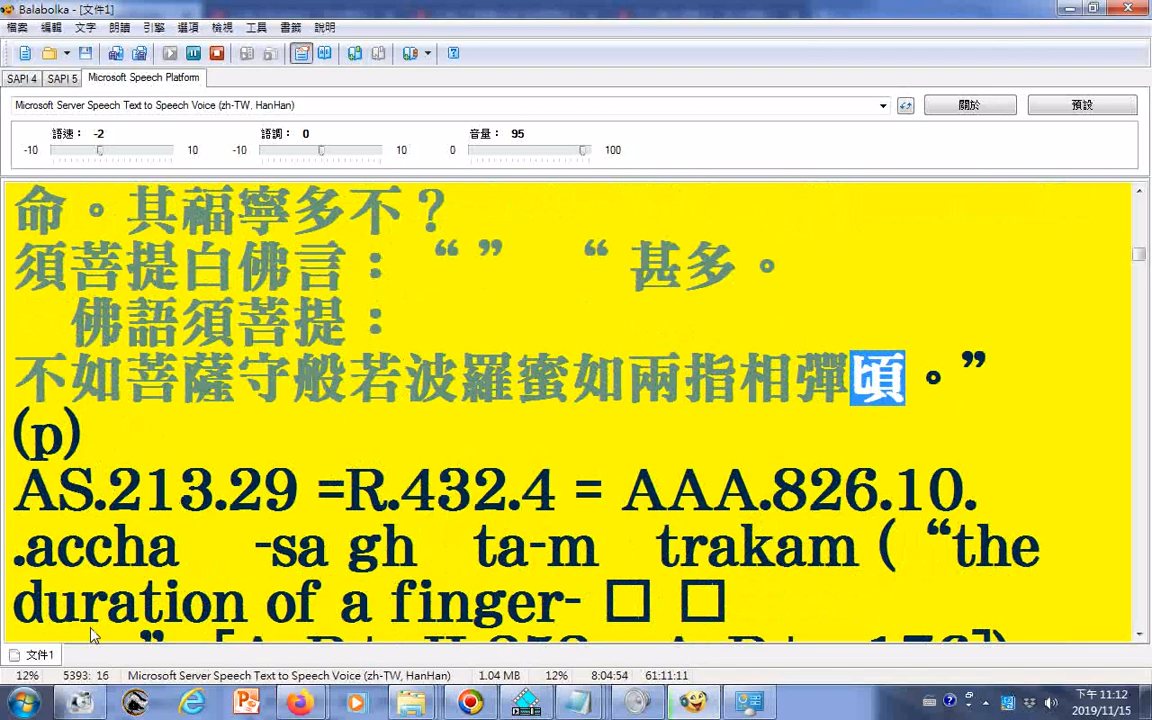 Balabolka - [文件1]
檔案 編輯 文字 朗讀 引擎 選項 檢視 工具 書籤 說明
SAPI 4 SAPI 5 Microsoft Speech Platform
Microsoft Server Speech Text to Speech Voice (zh-TW, HanHan) 關於 預設
語速： -2 語調： 0 音量： 95
-10 10 -10 10 0 100
命。其福寧多不？
須菩提白佛言：“ ” “ 甚多。
佛語須菩提：
不如菩薩守般若波羅蜜如兩指相彈頃。”
(p)
AS.213.29 =R.432.4 = AAA.826.10.
.accha -sa gh ta-m trakam ( “the
duration of a finger- □ □
文件1
12% 5393: 16 Microsoft Server Speech Text to Speech Voice (zh-TW, HanHan) 1.04 MB 12% 8:04:54 61:11:11
下午 11:12
2019/11/15